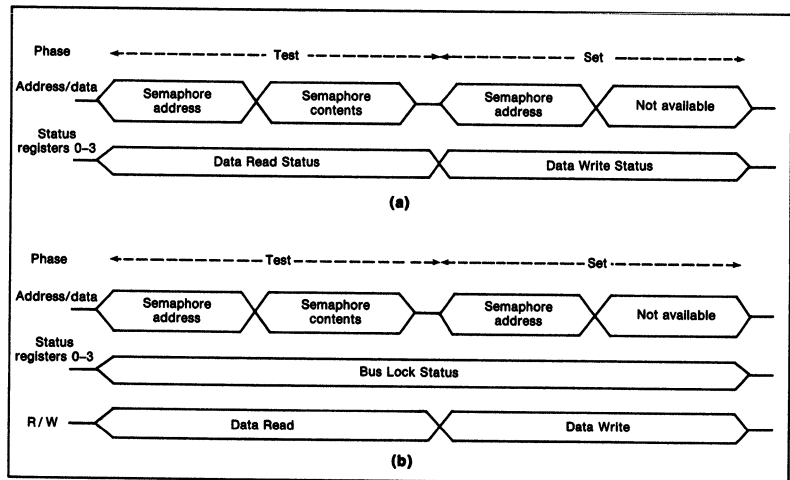 Phase
Test
Set
Address/data
Semaphore address
Semaphore contents
Semaphore address
Not available
Status registers 0–3
Data Read Status
Data Write Status
(a)
Phase
Test
Set
Address/data
Semaphore address
Semaphore contents
Semaphore address
Not available
Status registers 0–3
Bus Lock Status
R/W
Data Read
Data Write
(b)